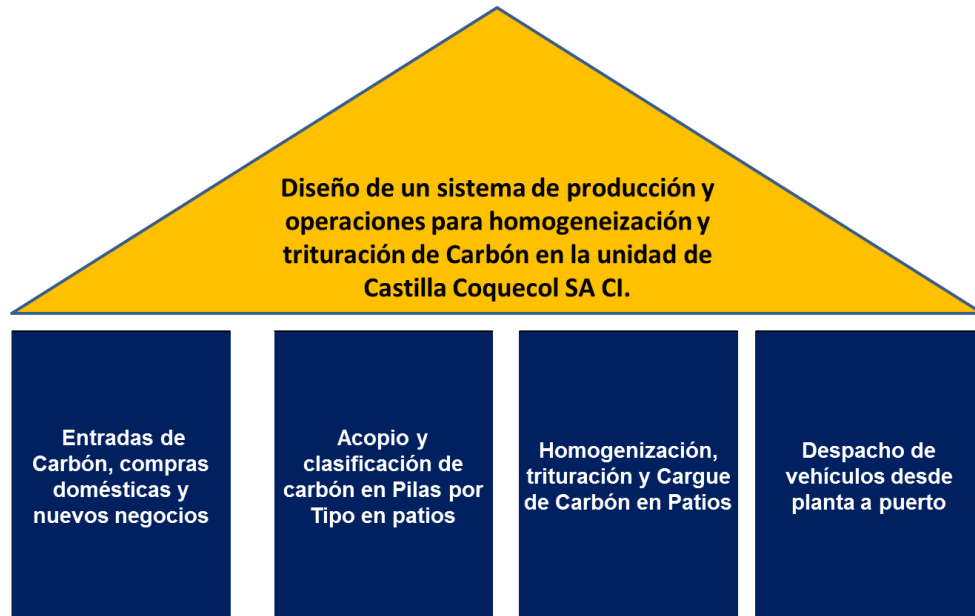 Diseño de un sistema de producción y
operaciones para homogeneización y
trituración de Carbón en la unidad de
Castilla Coquecol SA CI.
Entradas de
Carbón, compras
domésticas y
nuevos negocios
Acopio y
clasificación de
carbón en Pilas por
Tipo en patios
Homogenización,
trituración y Cargue
de Carbón en Patios
Despacho de
vehículos desde
planta a puerto